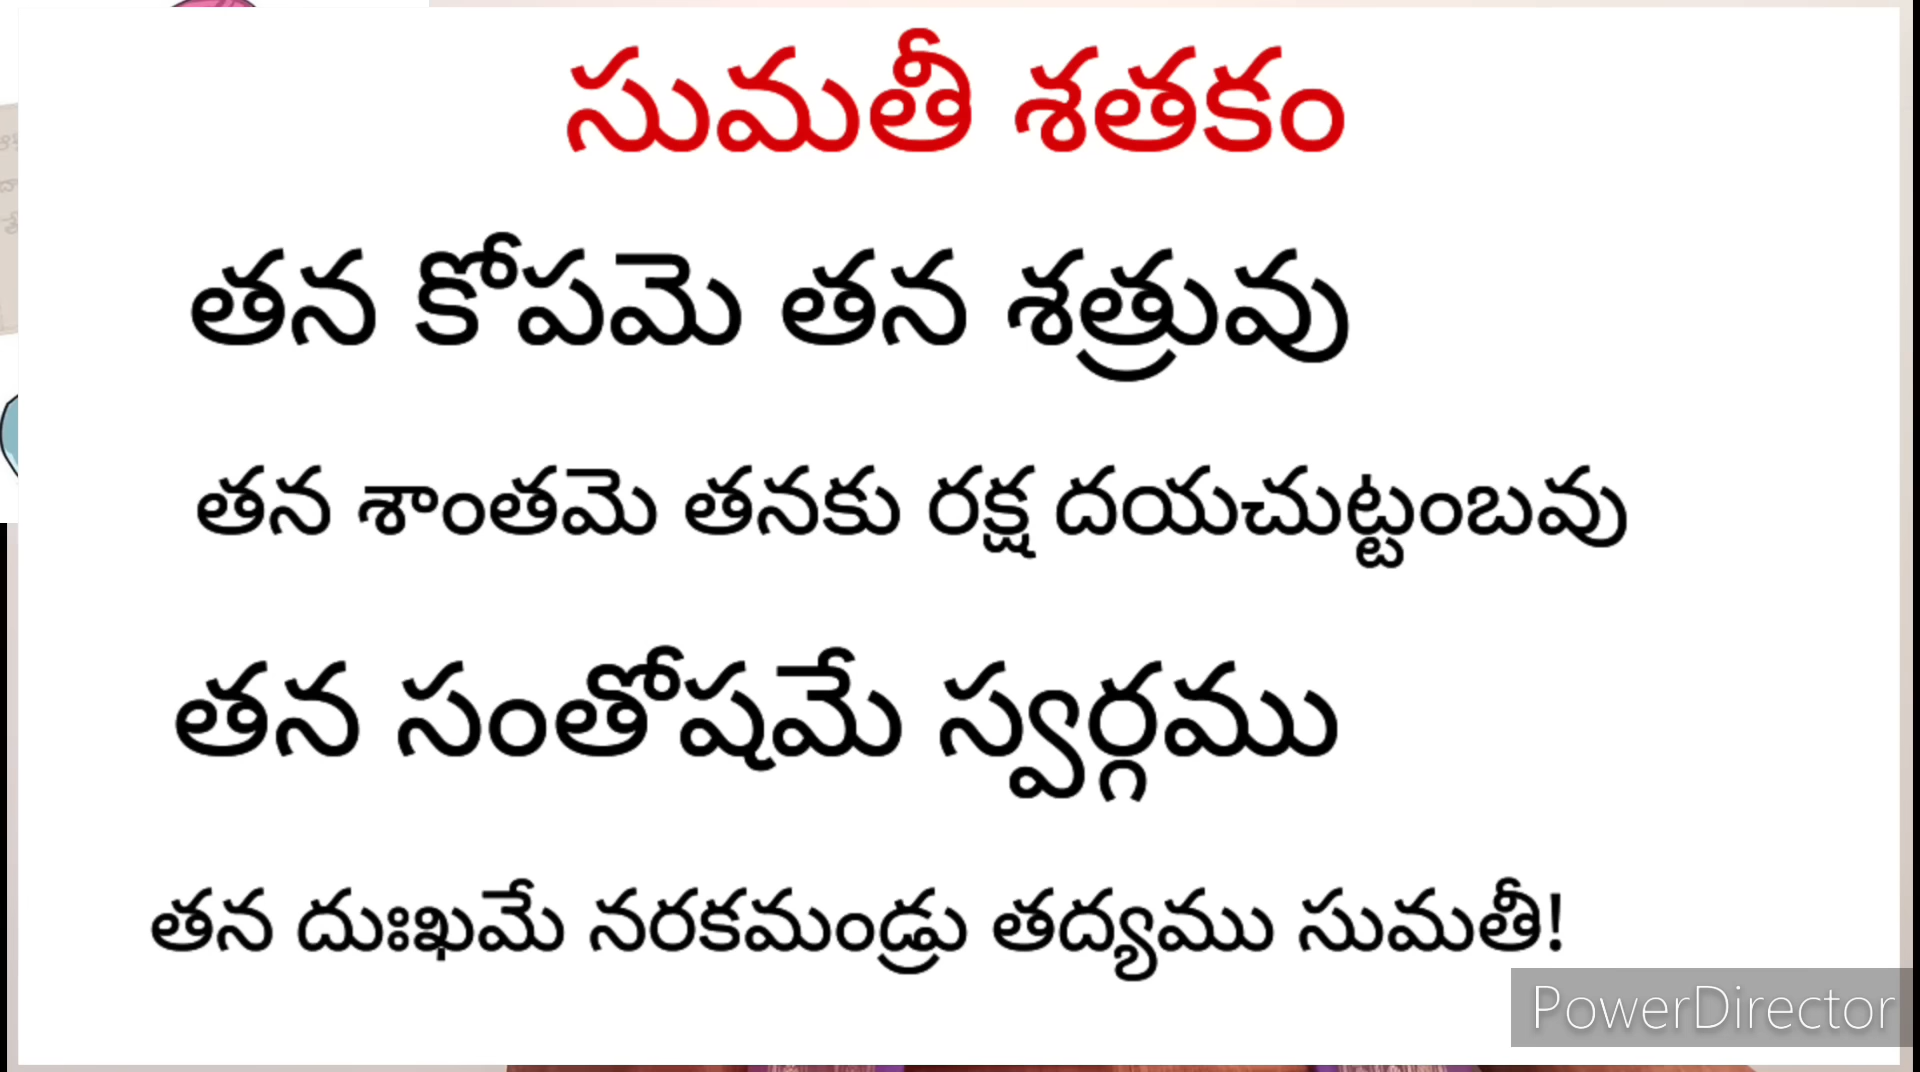 సుమతీ శతకం
తన కోపమె తన శత్రువు
తన శాంతమె తనకు రక్ష దయచుట్టంబవు
తన సంతోషమే స్వర్గము
తన దుఃఖమే నరకమండ్రు తద్యము సుమతీ!
PowerDirector